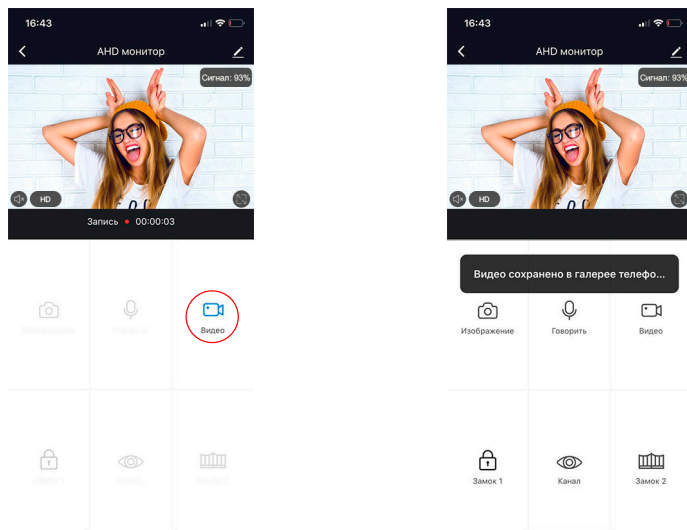 16:43
AHD монитор
Сигнал: 93%
HD
Запись • 00:00:03
Видео
16:43
AHD монитор
Сигнал: 93%
HD
Видео сохранено в галерее телефо...
Изображение
Говорить
Видео
Замок 1
Канал
Замок 2